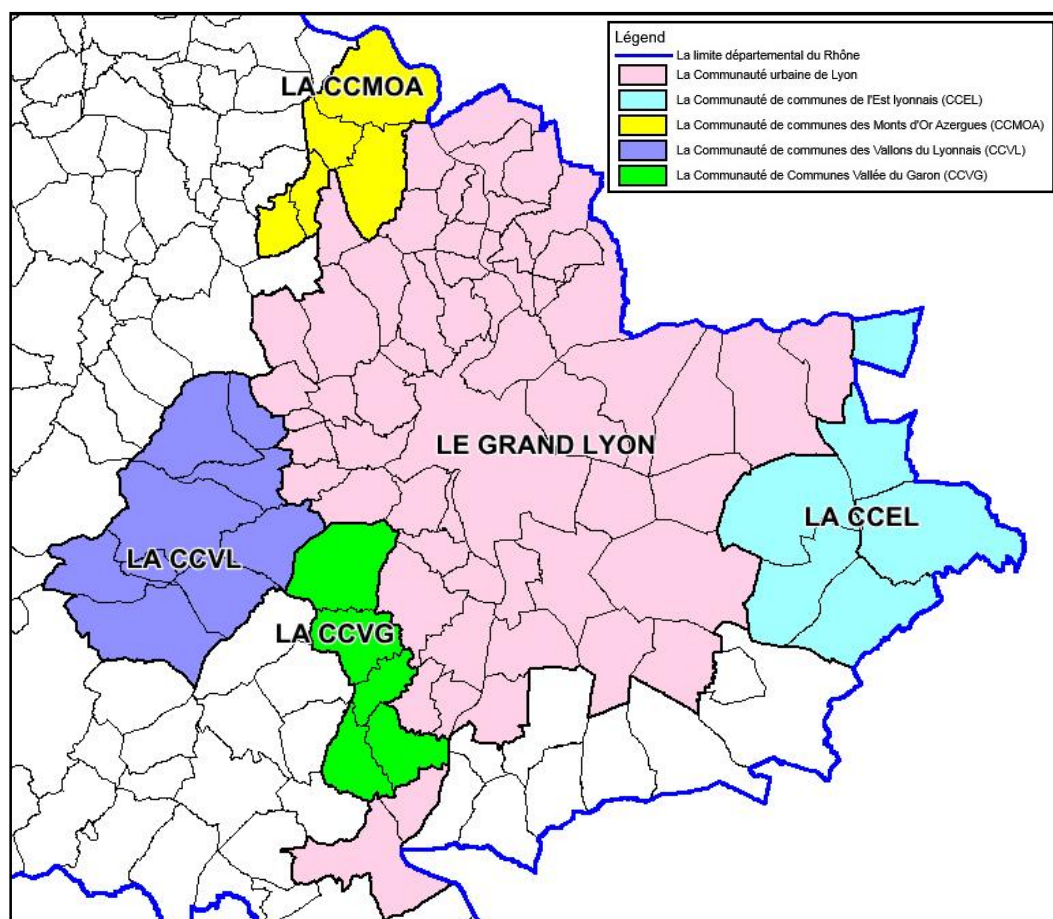 Légend
La limite départemental du Rhône
La Communauté urbaine de Lyon
La Communauté de communes de l'Est lyonnais (CCEL)
La Communauté de communes des Monts d'Or Azergues (CCMOA)
La Communauté de communes des Vallons du Lyonnais (CCVL)
La Communauté de Communes Vallée du Garon (CCVG)
LA CCMOA
LE GRAND LYON
LA CCEL
LA CCVL
LA CCVG